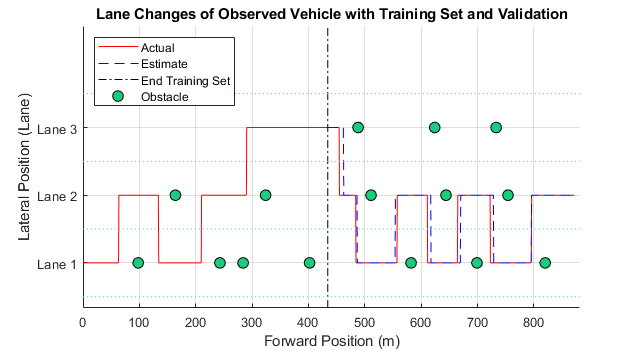 Lane Changes of Observed Vehicle with Training Set and Validation
Actual
Estimate
End Training Set
Obstacle
Lateral Position (Lane)
Lane 3
Lane 2
Lane 1
0 100 200 300 400 500 600 700 800
Forward Position (m)